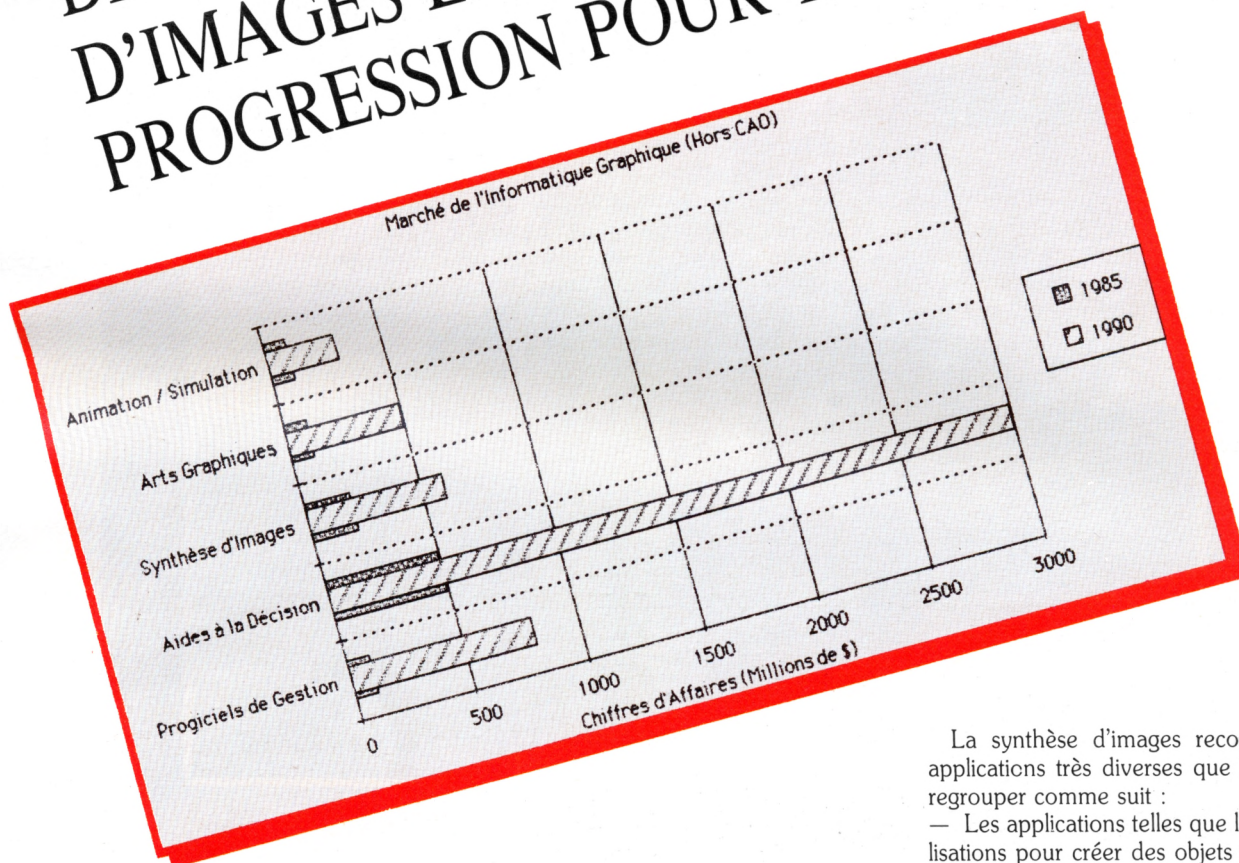 D'IMAGES
PROGRESSION POUR
Marché de l'Informatique Graphique (Hors CAO)
1985
1990
Animation / Simulation
Arts Graphiques
Synthèse d'Images
Aides à la Décision
Progiciels de Gestion
0 500 1000 1500 2000 2500 3000
Chiffres d'Affaires (Millions de $)
La synthèse d'images reco
applications très diverses que
regrouper comme suit :
— Les applications telles que l
lisations pour créer des objets